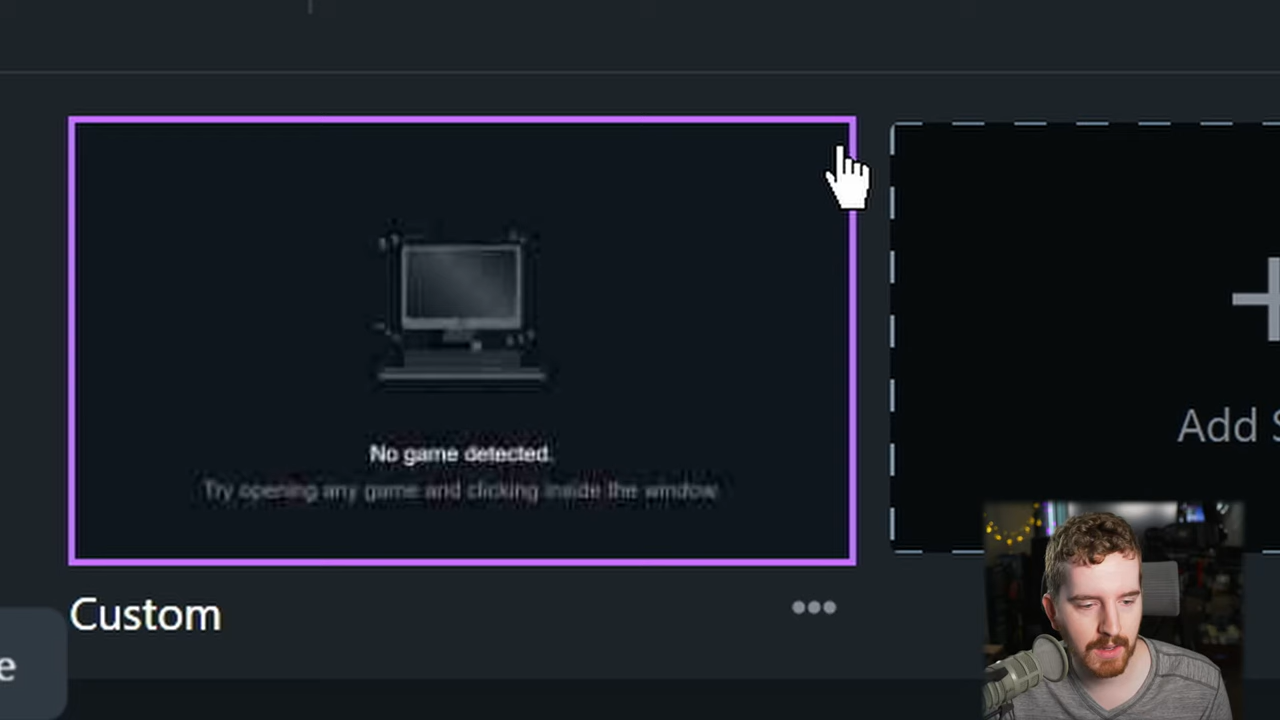 No game detected.
Try opening any game and clicking inside the window
Add S
Custom
e